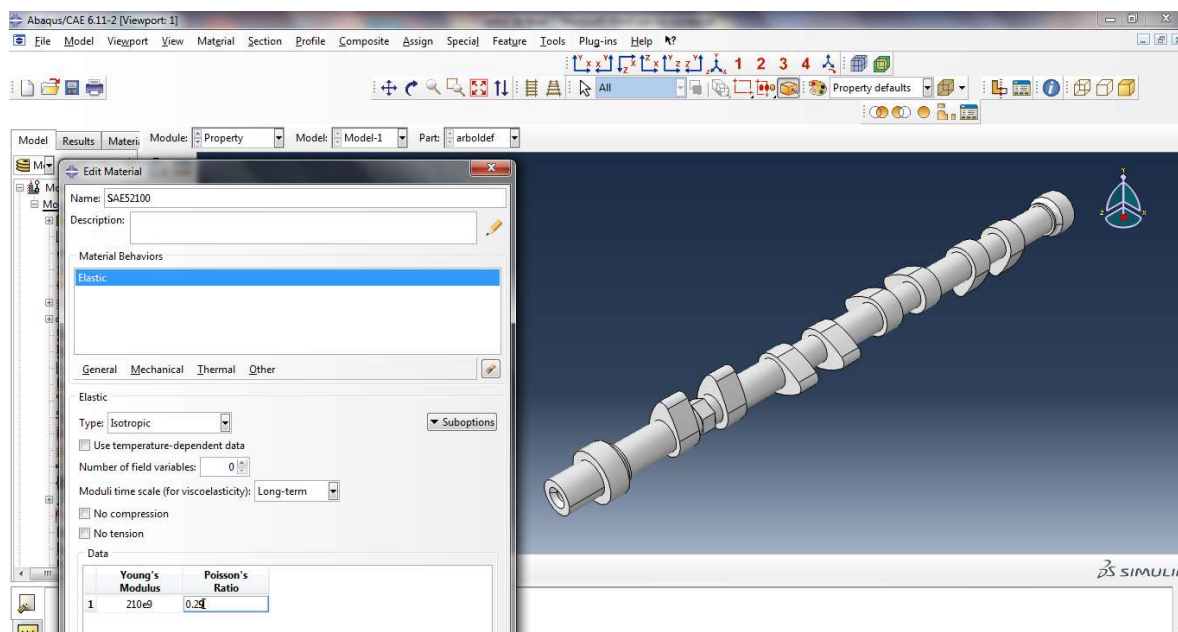 Abaqus/CAE 6.11-2 [Viewport: 1]
File Model Viewport View Material Section Profile Composite Assign Special Feature Tools Plug-ins Help
1 2 3 4
All Property defaults
Model Results Materi Module: Property Model: Model-1 Part: arboldef
Edit Material
Name: SAE52100
Description:
Material Behaviors
Elastic
General Mechanical Thermal Other
Elastic
Type: Isotropic Suboptions
Use temperature-dependent data
Number of field variables: 0
Moduli time scale (for viscoelasticity): Long-term
No compression
No tension
Data
Young's Poisson's
Modulus Ratio
1 210e9 0.29
SIMULI